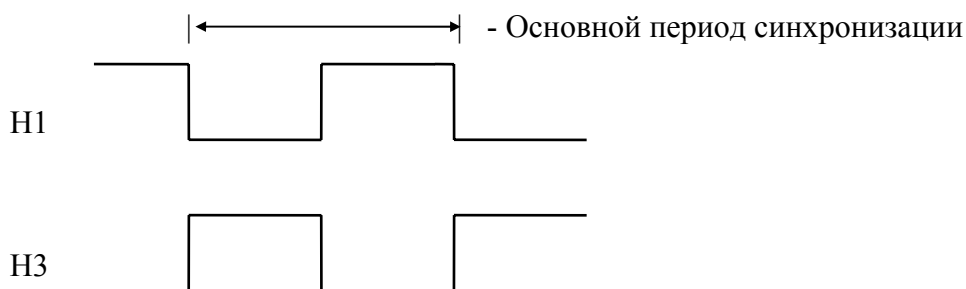 - Основной период синхронизации
H1
H3